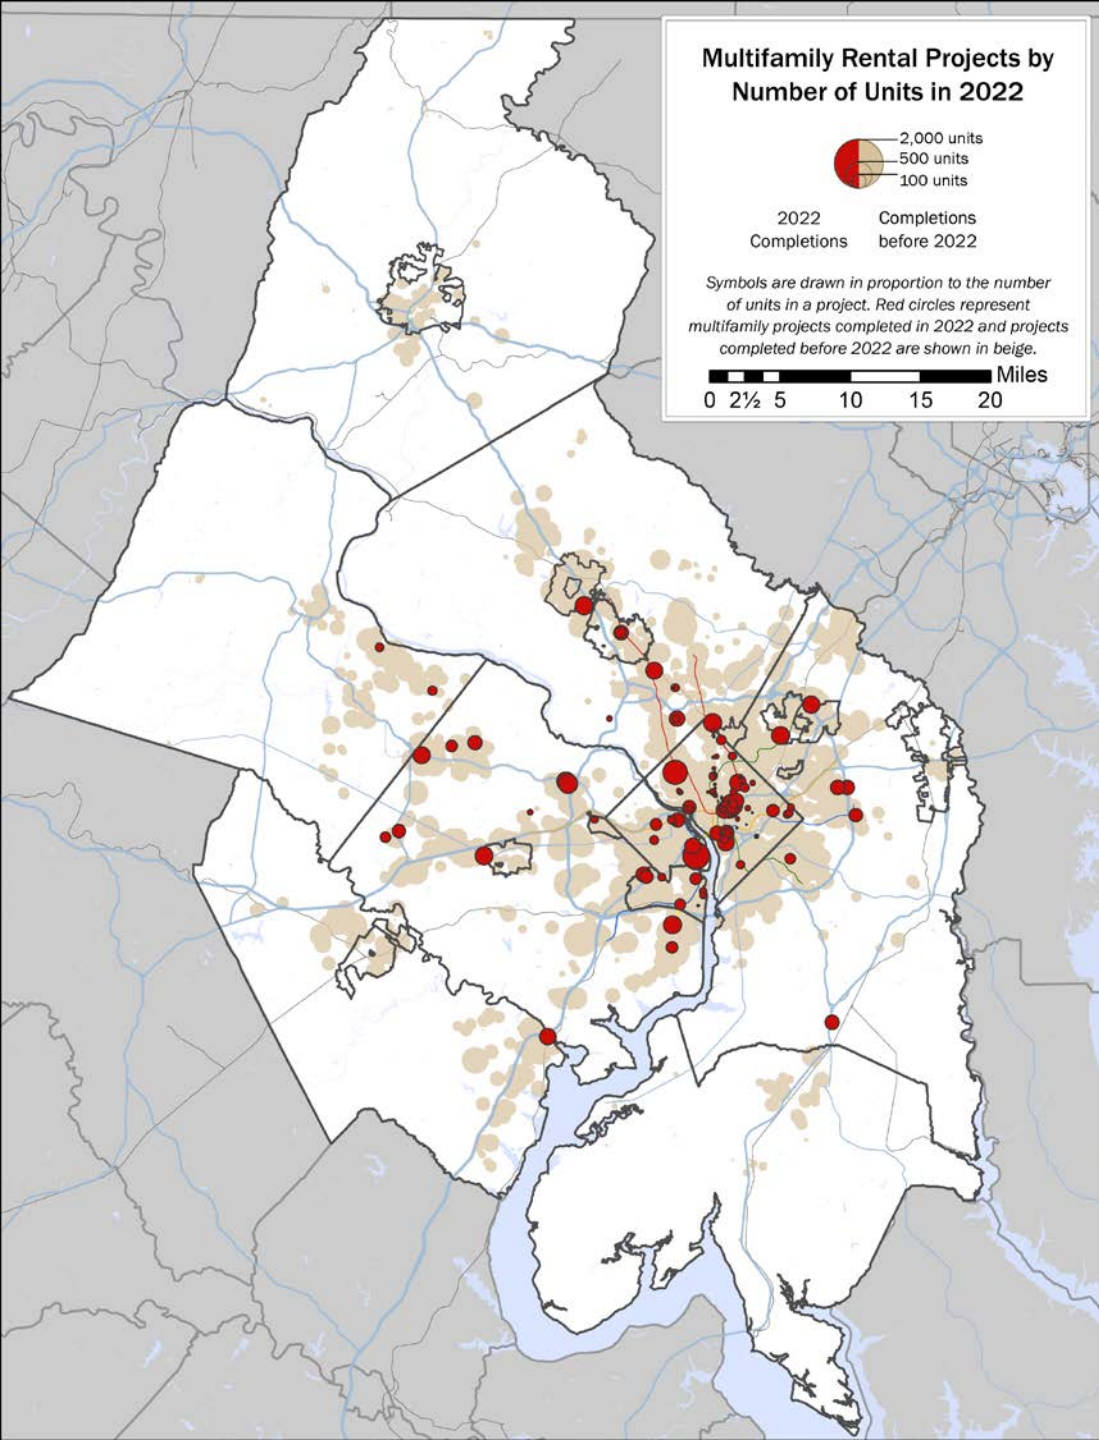 Multifamily Rental Projects by
Number of Units in 2022
2,000 units
500 units
100 units
2022
Completions
Completions
before 2022
Symbols are drawn in proportion to the number
of units in a project. Red circles represent
multifamily projects completed in 2022 and projects
completed before 2022 are shown in beige.
Miles
0 2½ 5 10 15 20